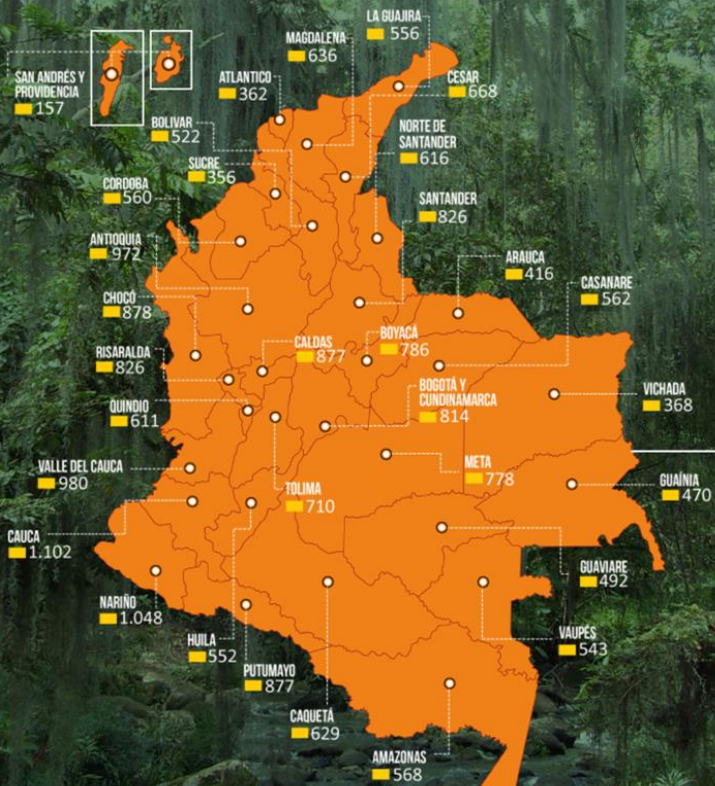 LA GUAJIRA
556
MAGDALENA
636
SAN ANDRÉS Y
PROVIDENCIA
157
ATLANTICO
362
CESAR
668
BOLIVAR
522
NORTE DE
SANTANDER
616
SUCRE
356
CORDOBA
560
SANTANDER
826
ANTIOQUIA
972
ARAUCA
416
CASANARE
562
CHOCÓ
878
CALDAS
877
BOYACÁ
786
RISARALDA
826
BOGOTÁ Y
CUNDINAMARCA
814
VICHADA
368
QUINDIO
611
VALLE DEL CAUCA
980
META
778
TOLIMA
710
GUAÍNIA
470
CAUCA
1.102
GUAVIARE
492
NARIÑO
1.048
HUILA
552
VAUPÉS
543
PUTUMAYO
877
CAQUETÁ
629
AMAZONAS
568